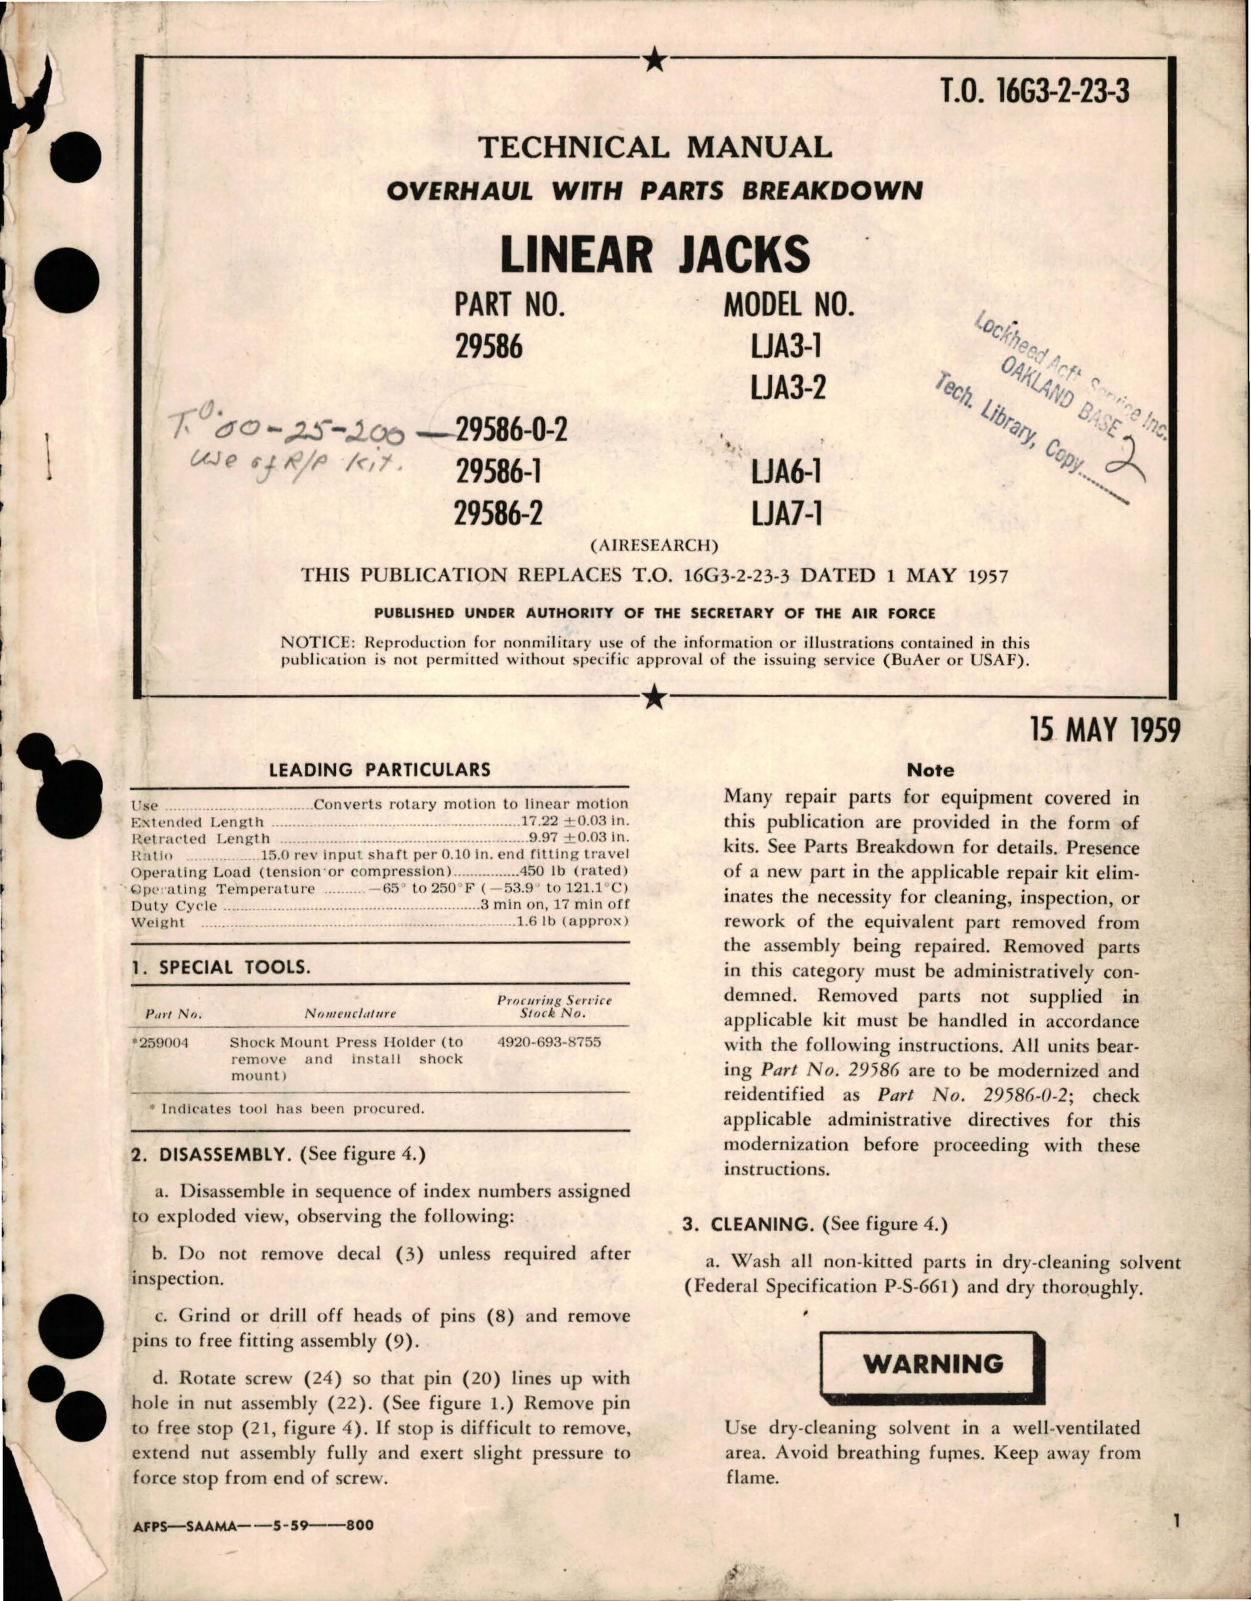 T.O. 16G3-2-23-3
TECHNICAL MANUAL
OVERHAUL WITH PARTS BREAKDOWN
LINEAR JACKS
PART NO. MODEL NO.
29586 LJA3-1
LJA3-2
T.O. 00-25-200 — 29586-0-2
Use of R/P Kit.
29586-1 LJA6-1
29586-2 LJA7-1
Lockheed Acft Service Inc.
OAKLAND BASE
Tech. Library, Copy 2
(AIRESEARCH)
THIS PUBLICATION REPLACES T.O. 16G3-2-23-3 DATED 1 MAY 1957
PUBLISHED UNDER AUTHORITY OF THE SECRETARY OF THE AIR FORCE
NOTICE: Reproduction for nonmilitary use of the information or illustrations contained in this
publication is not permitted without specific approval of the issuing service (BuAer or USAF).
15 MAY 1959
LEADING PARTICULARS
Use ........ Converts rotary motion to linear motion
Extended Length ........ 17.22 ±0.03 in.
Retracted Length ........ 9.97 ±0.03 in.
Ratio ........ 15.0 rev input shaft per 0.10 in. end fitting travel
Operating Load (tension or compression) ........ 450 lb (rated)
Operating Temperature ........ —65° to 250°F (—53.9° to 121.1°C)
Duty Cycle ........ 3 min on, 17 min off
Weight ........ 1.6 lb (approx)
1. SPECIAL TOOLS.
Part No. Nomenclature Procuring Service
Stock No.
*259004 Shock Mount Press Holder (to 4920-693-8755
remove and install shock
mount)
* Indicates tool has been procured.
2. DISASSEMBLY. (See figure 4.)
a. Disassemble in sequence of index numbers assigned
to exploded view, observing the following:
b. Do not remove decal (3) unless required after
inspection.
c. Grind or drill off heads of pins (8) and remove
pins to free fitting assembly (9).
d. Rotate screw (24) so that pin (20) lines up with
hole in nut assembly (22). (See figure 1.) Remove pin
to free stop (21, figure 4). If stop is difficult to remove,
extend nut assembly fully and exert slight pressure to
force stop from end of screw.
Note
Many repair parts for equipment covered in
this publication are provided in the form of
kits. See Parts Breakdown for details. Presence
of a new part in the applicable repair kit elim-
inates the necessity for cleaning, inspection, or
rework of the equivalent part removed from
the assembly being repaired. Removed parts
in this category must be administratively con-
demned. Removed parts not supplied in
applicable kit must be handled in accordance
with the following instructions. All units bear-
ing Part No. 29586 are to be modernized and
reidentified as Part No. 29586-0-2; check
applicable administrative directives for this
modernization before proceeding with these
instructions.
3. CLEANING. (See figure 4.)
a. Wash all non-kitted parts in dry-cleaning solvent
(Federal Specification P-S-661) and dry thoroughly.
WARNING
Use dry-cleaning solvent in a well-ventilated
area. Avoid breathing fumes. Keep away from
flame.
AFPS—SAAMA——5-59——800
1